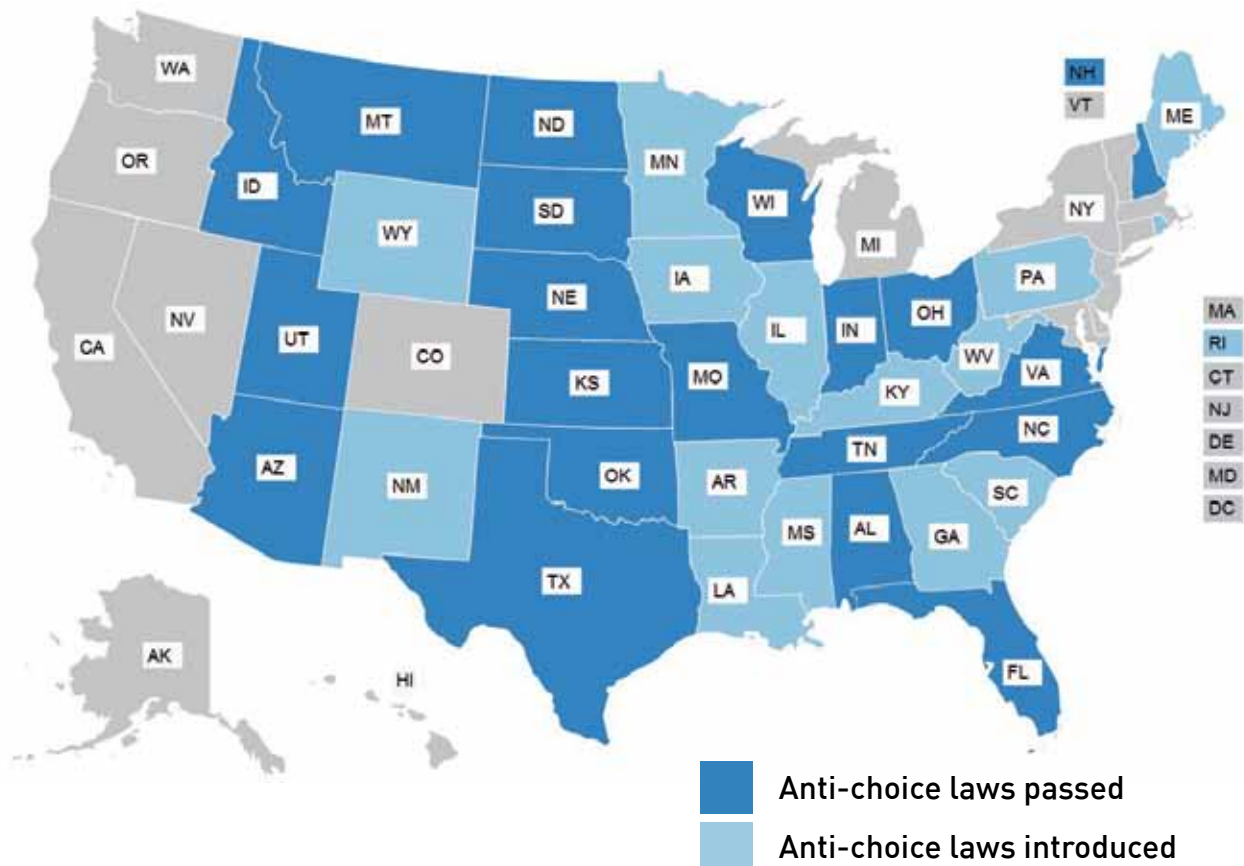 WA
MT
ND
MN
NH
VT
ME
OR
ID
SD
WI
NY
WY
MI
IA
PA
NE
NV
UT
CO
IL
IN
OH
CA
KS
MO
WV
VA
KY
MA
RI
CT
NJ
DE
MD
DC
NC
TN
AZ
NM
OK
AR
SC
MS
AL
GA
TX
LA
AK
HI
FL
Anti-choice laws passed
Anti-choice laws introduced